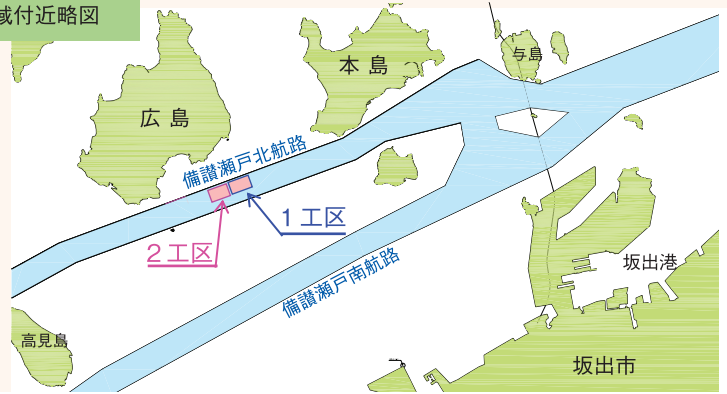 域付近略図
与島
本島
広島
備讃瀬戸北航路
1工区
2工区
坂出港
備讃瀬戸南航路
高見島
坂出市